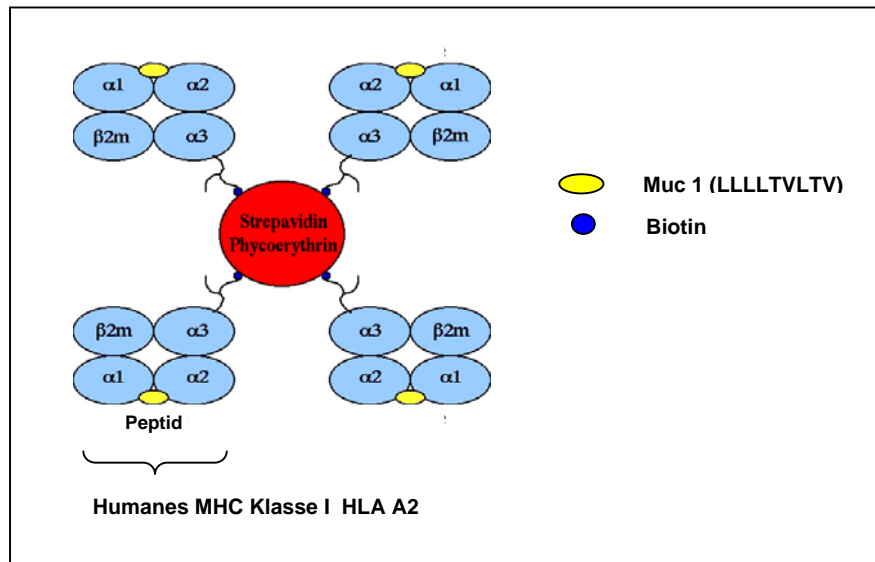 α1 α2 α2 α1
β2m α3 α3 β2m
Strepavidin
Phycoerythrin
β2m α3 α3 β2m
α1 α2 α2 α1
Peptid
Humanes MHC Klasse I HLA A2
Muc 1 (LLLLTVLTV)
Biotin